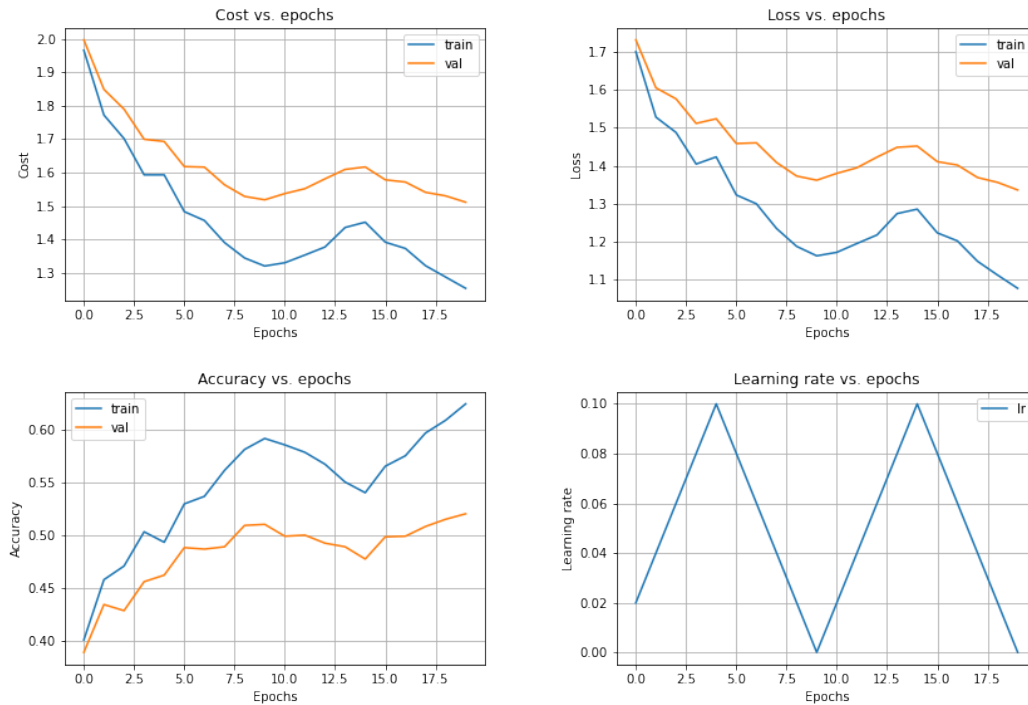 Cost vs. epochs
2.0
1.9
1.8
1.7
1.6
1.5
1.4
1.3
Cost
train
val
0.0 2.5 5.0 7.5 10.0 12.5 15.0 17.5
Epochs
Loss vs. epochs
1.7
1.6
1.5
1.4
1.3
1.2
1.1
Loss
train
val
0.0 2.5 5.0 7.5 10.0 12.5 15.0 17.5
Epochs
Accuracy vs. epochs
0.60
0.55
0.50
0.45
0.40
Accuracy
train
val
0.0 2.5 5.0 7.5 10.0 12.5 15.0 17.5
Epochs
Learning rate vs. epochs
0.10
0.08
0.06
0.04
0.02
0.00
Learning rate
lr
0.0 2.5 5.0 7.5 10.0 12.5 15.0 17.5
Epochs